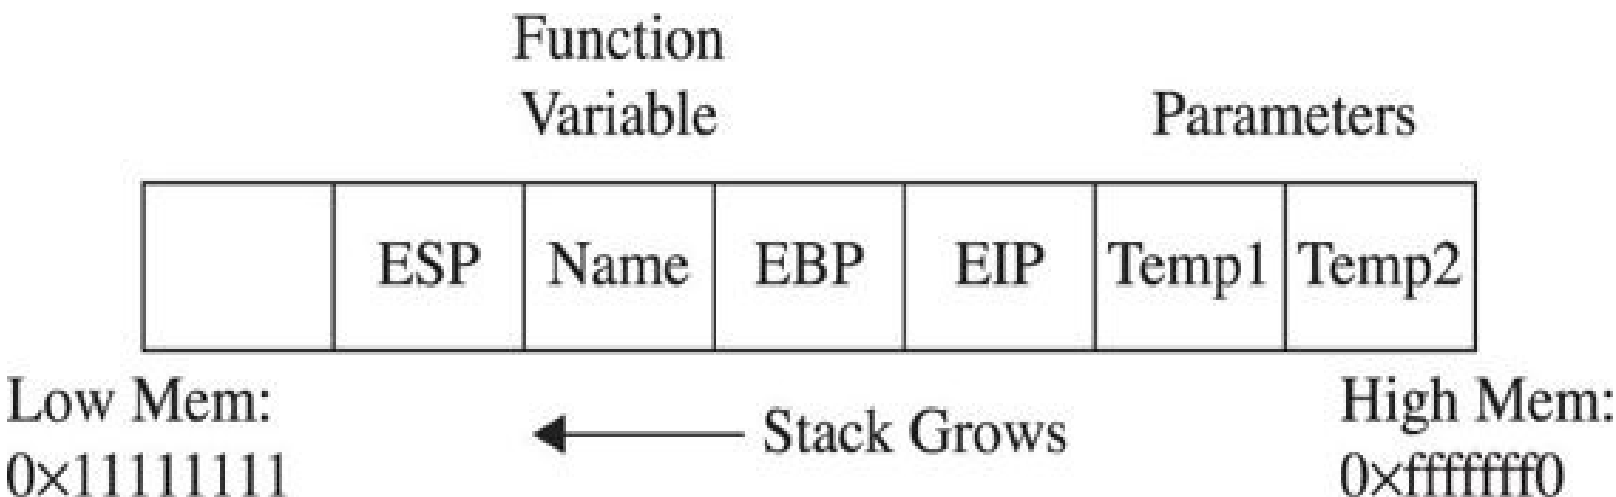 Function
Variable
Parameters
ESP Name EBP EIP Temp1 Temp2
Low Mem:
0×11111111
Stack Grows
High Mem:
0×fffffff0